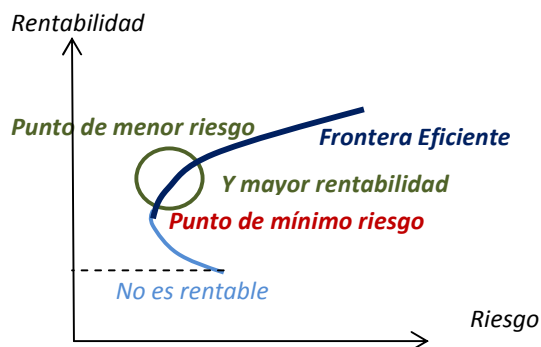 Rentabilidad
Punto de menor riesgo
Frontera Eficiente
Y mayor rentabilidad
Punto de mínimo riesgo
No es rentable
Riesgo